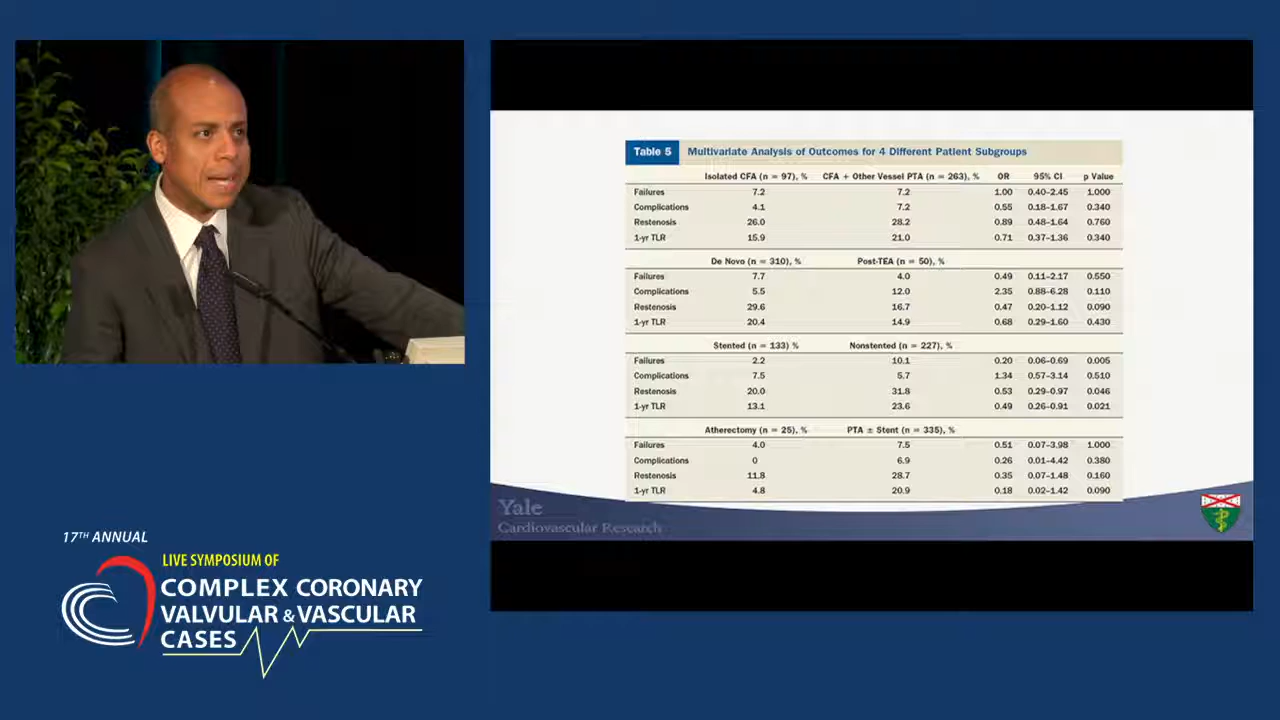 Table 5 Multivariate Analysis of Outcomes for 4 Different Patient Subgroups
Isolated CFA (n = 97), % CFA + Other Vessel PTA (n = 263), % OR 95% CI p Value
Failures 7.2 7.2 1.00 0.40–2.45 1.000
Complications 4.1 7.2 0.55 0.18–1.67 0.340
Restenosis 26.0 28.2 0.89 0.48–1.64 0.760
1-yr TLR 15.9 21.0 0.71 0.37–1.36 0.340
De Novo (n = 310), % Post-TEA (n = 50), %
Failures 7.7 4.0 0.49 0.11–2.17 0.550
Complications 5.5 12.0 2.35 0.88–6.28 0.110
Restenosis 29.6 16.7 0.47 0.20–1.12 0.090
1-yr TLR 20.4 14.9 0.68 0.29–1.60 0.430
Stented (n = 133) % Nonstented (n = 227), %
Failures 2.2 10.1 0.20 0.06–0.69 0.005
Complications 7.5 5.7 1.34 0.57–3.14 0.510
Restenosis 20.0 31.8 0.53 0.29–0.97 0.046
1-yr TLR 13.1 23.6 0.49 0.26–0.91 0.021
Atherectomy (n = 25), % PTA ± Stent (n = 335), %
Failures 4.0 7.5 0.51 0.07–3.98 1.000
Complications 0 6.9 0.26 0.01–4.42 0.380
Restenosis 11.8 28.7 0.35 0.07–1.48 0.160
1-yr TLR 4.8 20.9 0.18 0.02–1.42 0.090
Yale
Cardiovascular Research
17TH ANNUAL
LIVE SYMPOSIUM OF
COMPLEX CORONARY
VALVULAR & VASCULAR
CASES